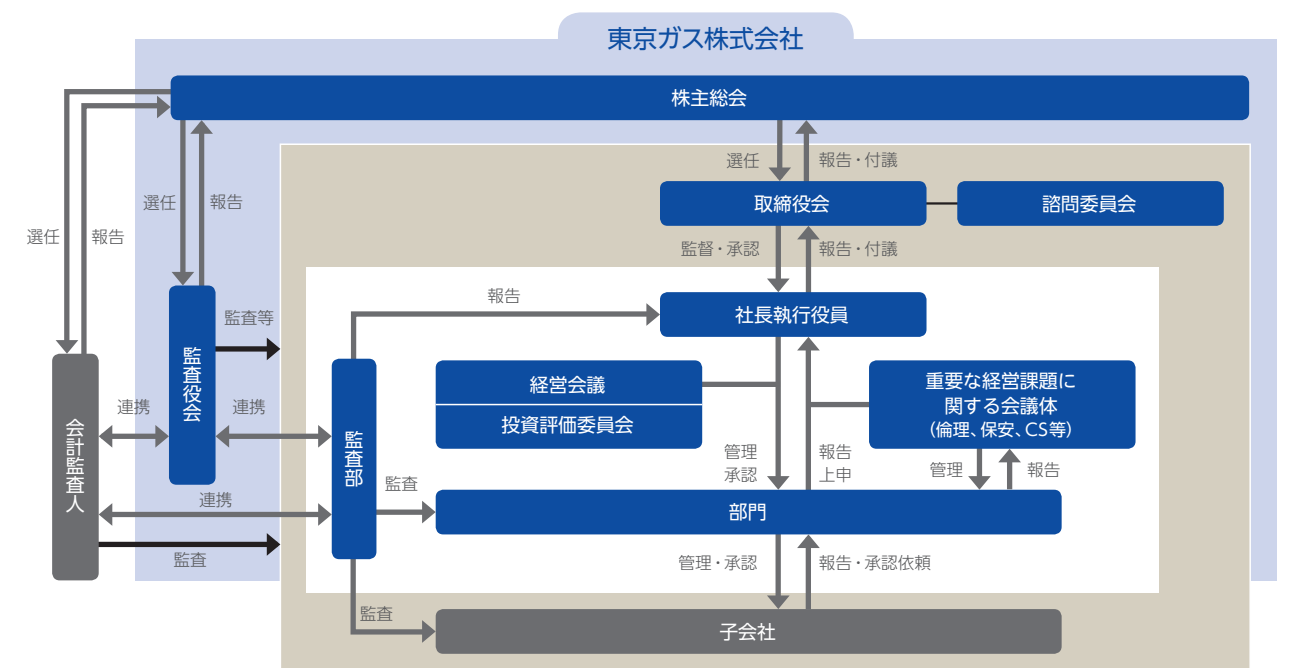 東京ガス株式会社
株主総会
選任
報告・付議
取締役会
諮問委員会
選任
報告
選任
報告
監督・承認
報告・付議
報告
社長執行役員
監査等
監査役会
経営会議
投資評価委員会
重要な経営課題に
関する会議体
(倫理、保安、CS等)
連携
連携
会計監査人
監査部
管理
承認
報告
上申
管理
報告
監査
連携
部門
監査
管理・承認
報告・承認依頼
監査
子会社